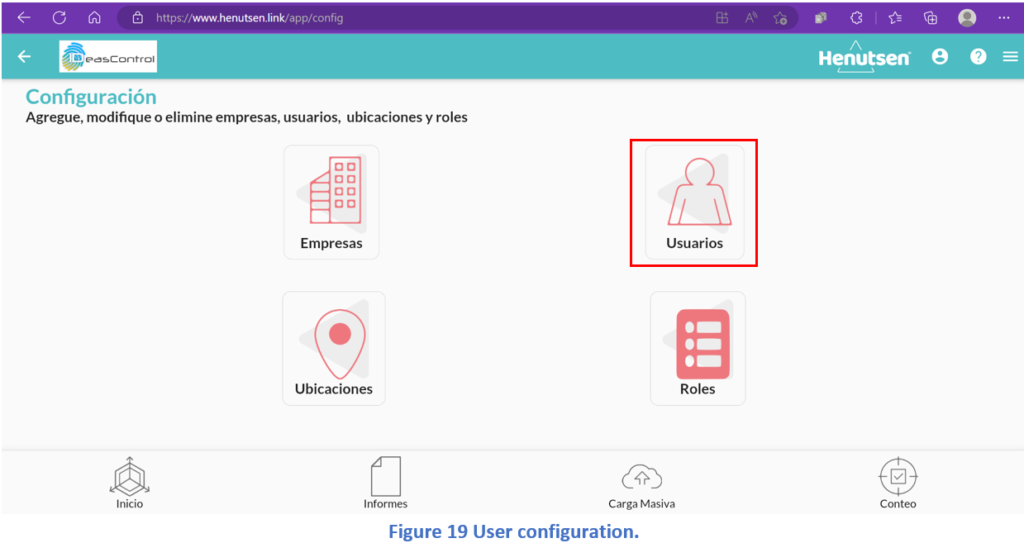 https://www.henutsen.link/app/config
easControl
Henutsen
Configuración
Agregue, modifique o elimine empresas, usuarios, ubicaciones y roles
Empresas
Usuarios
Ubicaciones
Roles
Inicio
Informes
Carga Masiva
Conteo
Figure 19 User configuration.